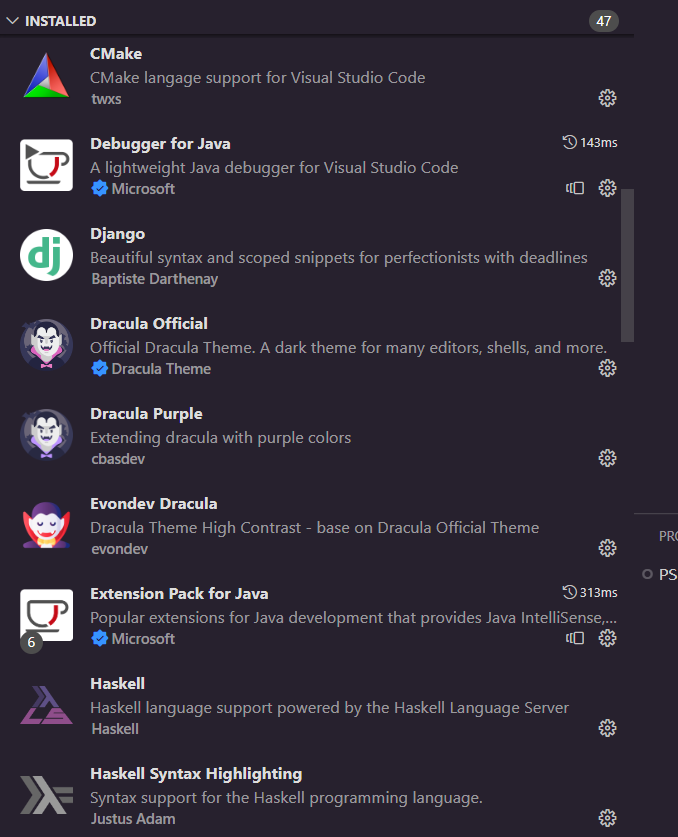 INSTALLED 47
CMake
CMake langage support for Visual Studio Code
twxs
Debugger for Java 143ms
A lightweight Java debugger for Visual Studio Code
Microsoft
dj
Django
Beautiful syntax and scoped snippets for perfectionists with deadlines
Baptiste Darthenay
Dracula Official
Official Dracula Theme. A dark theme for many editors, shells, and more.
Dracula Theme
Dracula Purple
Extending dracula with purple colors
cbasdev
Evondev Dracula
Dracula Theme High Contrast - base on Dracula Official Theme
evondev
PRO
Extension Pack for Java 313ms
PS
Popular extensions for Java development that provides Java IntelliSense,...
6 Microsoft
Haskell
Haskell language support powered by the Haskell Language Server
Haskell
Haskell Syntax Highlighting
Syntax support for the Haskell programming language.
Justus Adam